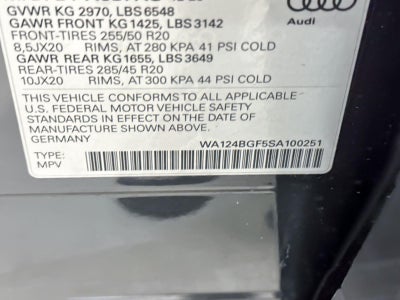 GVWR KG 2970, LBS 6548
GAWR FRONT KG 1425, LBS 3142
FRONT-TIRES 255/50 R20
8,5JX20 RIMS, AT 280 KPA 41 PSI COLD
GAWR REAR KG 1655, LBS 3649
REAR-TIRES 285/45 R20
10JX20 RIMS, AT 300 KPA 44 PSI COLD
THIS VEHICLE CONFORMS TO ALL APPLICABLE
U.S. FEDERAL MOTOR VEHICLE SAFETY
STANDARDS IN EFFECT ON THE DATE OF
MANUFACTURE SHOWN ABOVE.
GERMANY
WA124BGF5SA100251
TYPE:
MPV
Audi